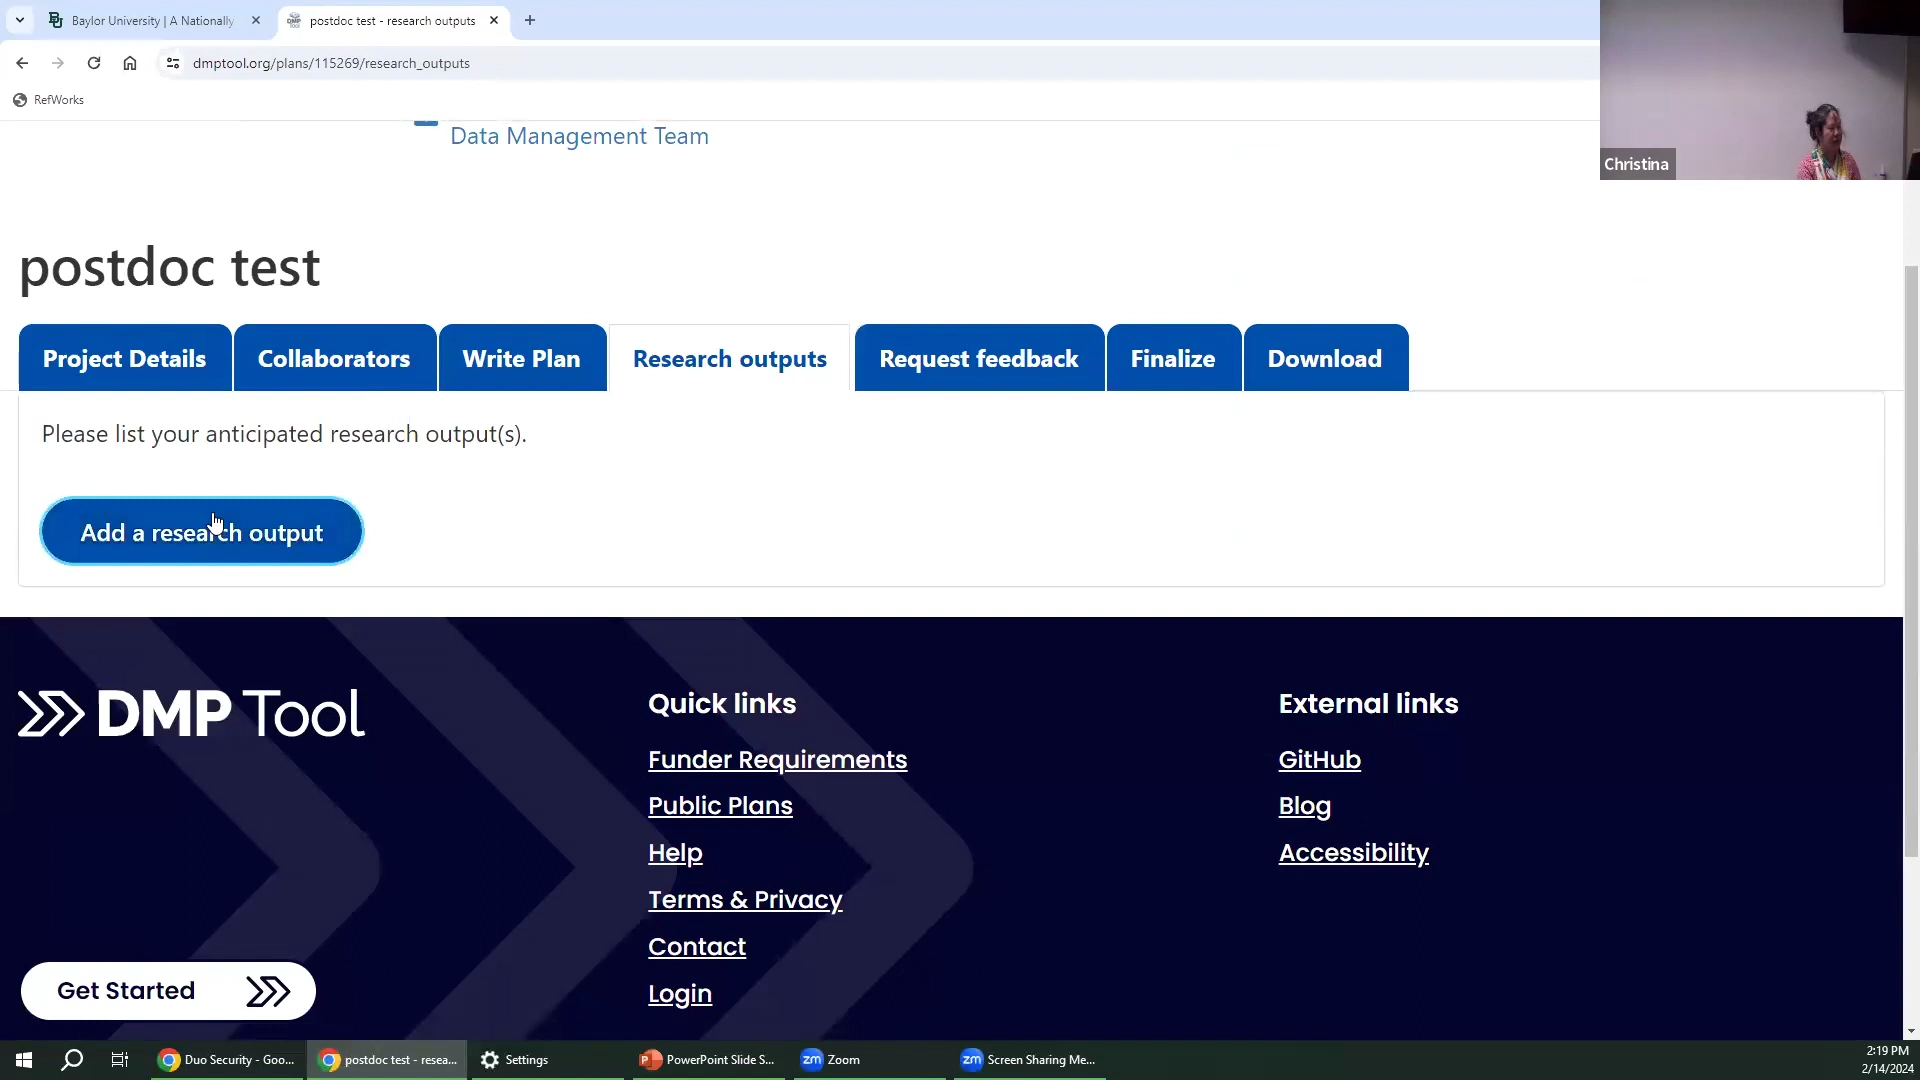 Baylor University | A Nationally
postdoc test - research outputs
dmptool.org/plans/115269/research_outputs
RefWorks
Christina
Data Management Team
postdoc test
Project Details
Collaborators
Write Plan
Research outputs
Request feedback
Finalize
Download
Please list your anticipated research output(s).
Add a research output
DMP Tool
Quick links
External links
Funder Requirements
GitHub
Public Plans
Blog
Help
Accessibility
Terms & Privacy
Contact
Login
Get Started
Duo Security - Goo...
postdoc test - resea...
Settings
PowerPoint Slide S...
Zoom
Screen Sharing Me...
2:19 PM
2/14/2024